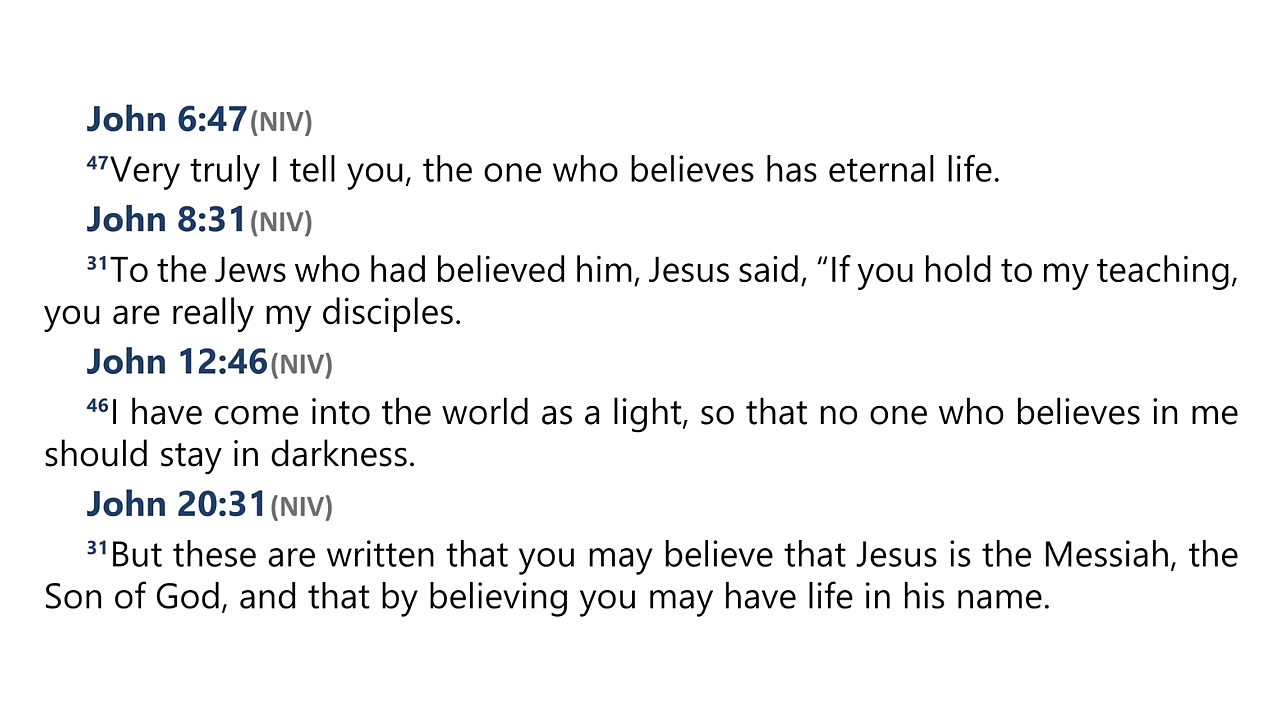 John 6:47(NIV)
47Very truly I tell you, the one who believes has eternal life.
John 8:31(NIV)
31To the Jews who had believed him, Jesus said, “If you hold to my teaching,
you are really my disciples.
John 12:46(NIV)
46I have come into the world as a light, so that no one who believes in me
should stay in darkness.
John 20:31(NIV)
31But these are written that you may believe that Jesus is the Messiah, the
Son of God, and that by believing you may have life in his name.